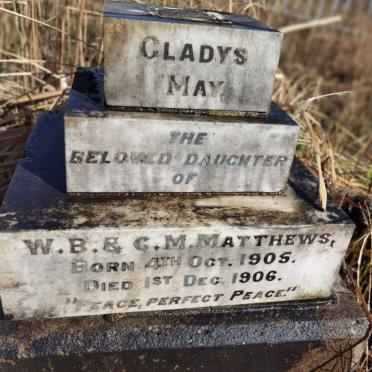 GLADYS
MAY
THE
BELOVED DAUGHTER
OF
W. B. & C. M. MATTHEWS,
BORN 4TH OCT. 1905.
DIED 1ST DEC. 1906.
"PEACE, PERFECT PEACE."